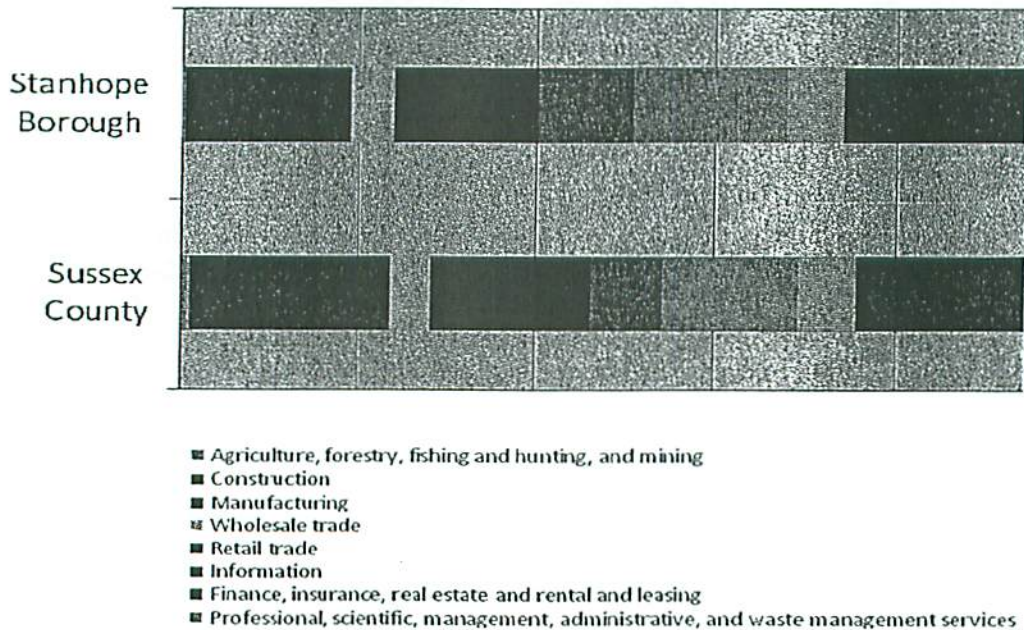 Stanhope
Borough
Sussex
County
Agriculture, forestry, fishing and hunting, and mining
Construction
Manufacturing
Wholesale trade
Retail trade
Information
Finance, insurance, real estate and rental and leasing
Professional, scientific, management, administrative, and waste management services